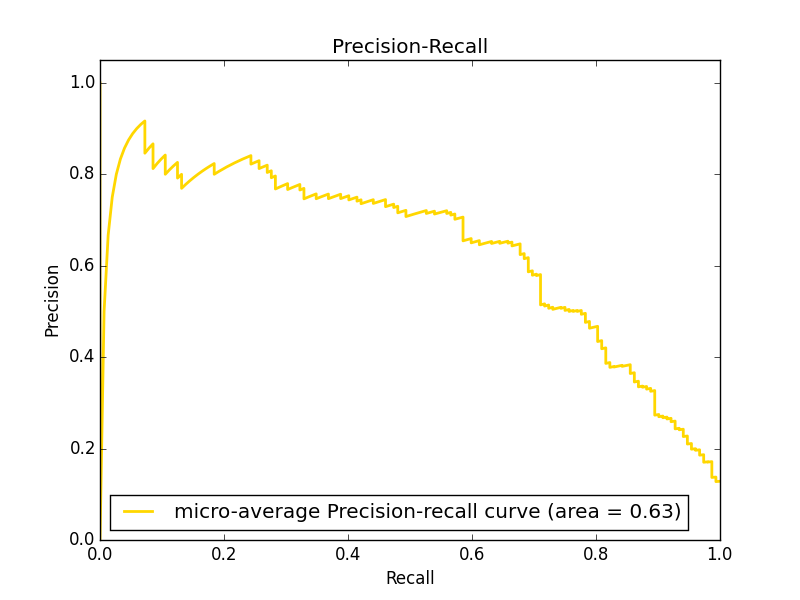 Precision-Recall
1.0
0.8
0.6
0.4
0.2
0.0
Precision
micro-average Precision-recall curve (area = 0.63)
0.0 0.2 0.4 0.6 0.8 1.0
Recall